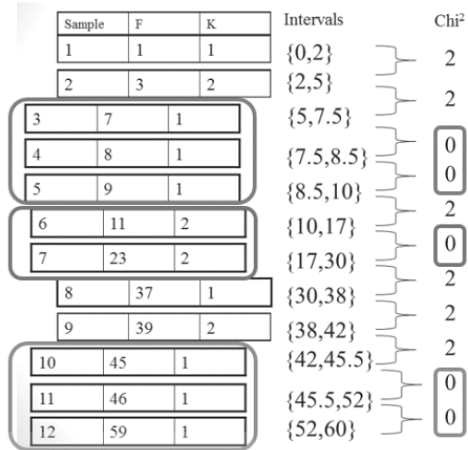 Sample F K Intervals Chi²
1 1 1 {0,2} 2
2 3 2 {2,5} 2
3 7 1 {5,7.5} 0
4 8 1 {7.5,8.5} 0
5 9 1 {8.5,10} 2
6 11 2 {10,17} 0
7 23 2 {17,30} 2
8 37 1 {30,38} 2
9 39 2 {38,42} 2
10 45 1 {42,45.5} 0
11 46 1 {45.5,52} 0
12 59 1 {52,60}